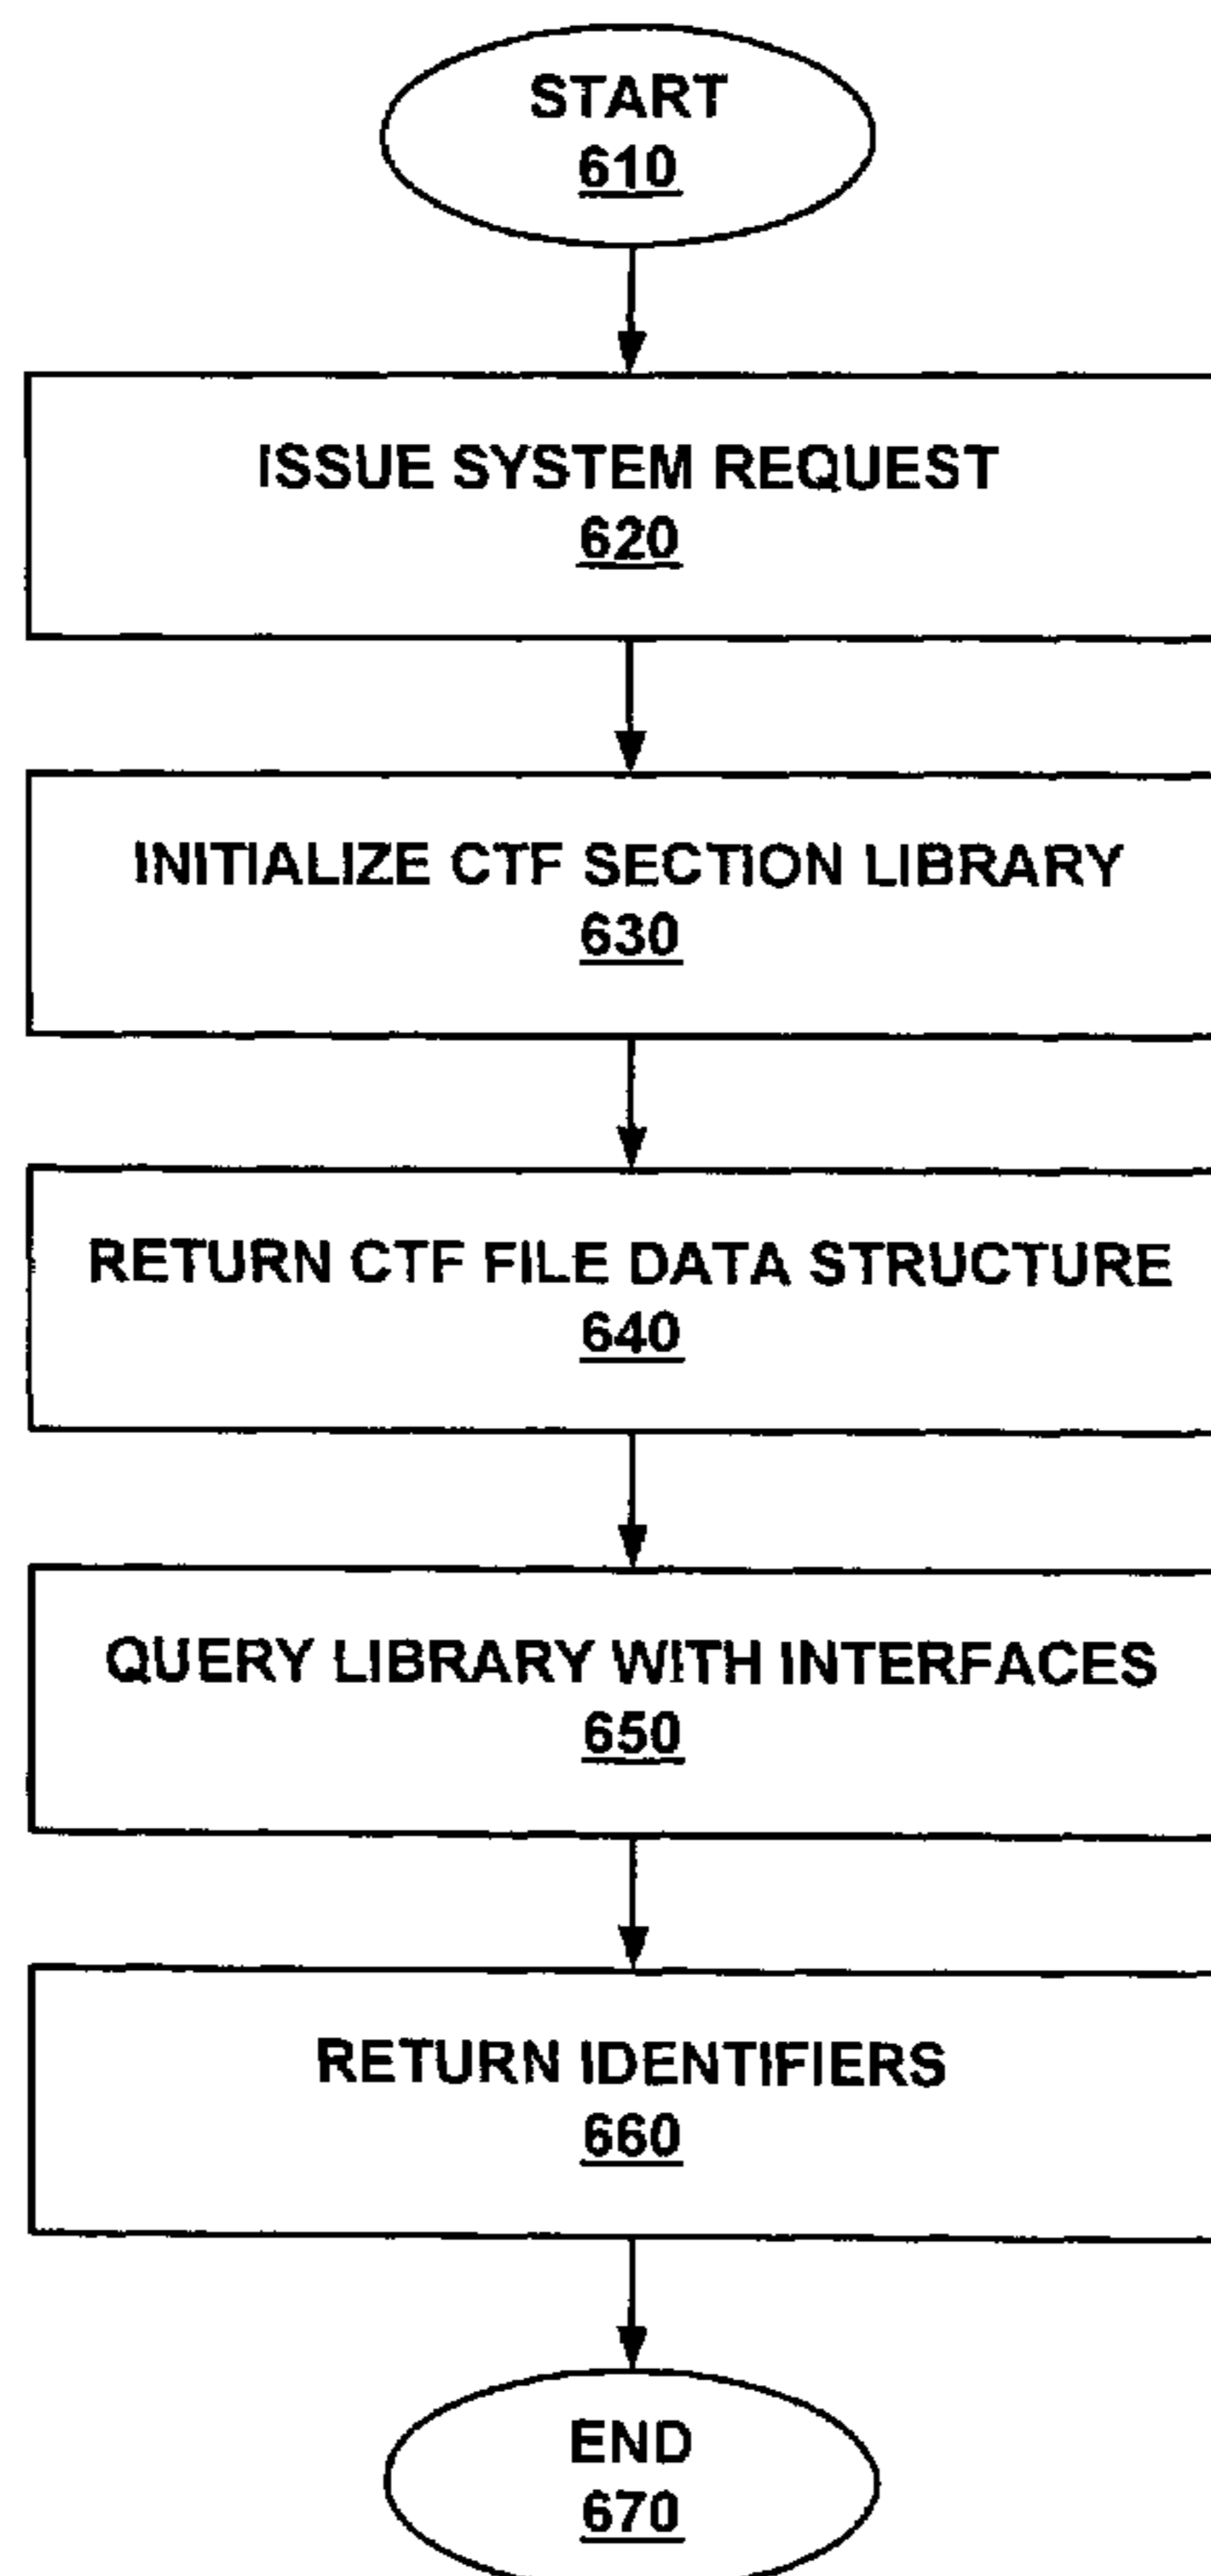 START
610
ISSUE SYSTEM REQUEST
620
INITIALIZE CTF SECTION LIBRARY
630
RETURN CTF FILE DATA STRUCTURE
640
QUERY LIBRARY WITH INTERFACES
650
RETURN IDENTIFIERS
660
END
670